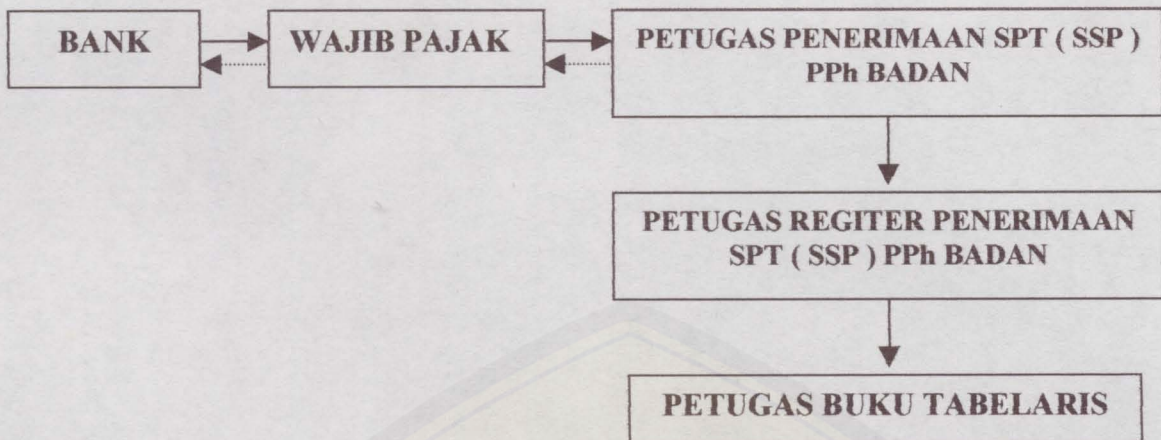 BANK
WAJIB PAJAK
PETUGAS PENERIMAAN SPT ( SSP )
PPh BADAN
PETUGAS REGITER PENERIMAAN
SPT ( SSP ) PPh BADAN
PETUGAS BUKU TABELARIS